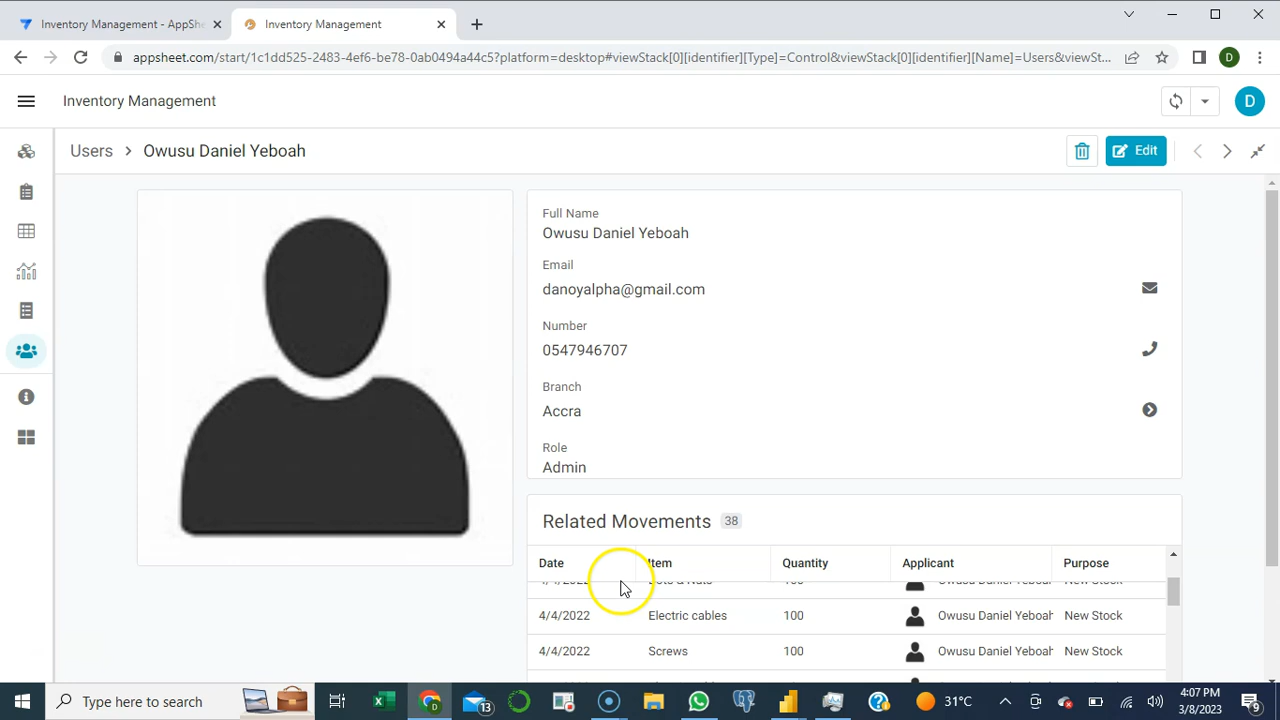 Inventory Management - AppShe
Inventory Management
appsheet.com/start/1c1dd525-2483-4ef6-be78-0ab0494a44c5?platform=desktop#viewStack[0][identifier][Type]=Control&viewStack[0][identifier][Name]=Users&viewSt...
D
Inventory Management
D
Users > Owusu Daniel Yeboah
Edit
Full Name
Owusu Daniel Yeboah
Email
danoyalpha@gmail.com
Number
0547946707
Branch
Accra
Role
Admin
Related Movements 38
Date Item Quantity Applicant Purpose
4/4/2022 Electric cables 100 Owusu Daniel Yeboah New Stock
4/4/2022 Screws 100 Owusu Daniel Yeboah New Stock
Type here to search
13
31°C
4:07 PM
3/8/2023
9